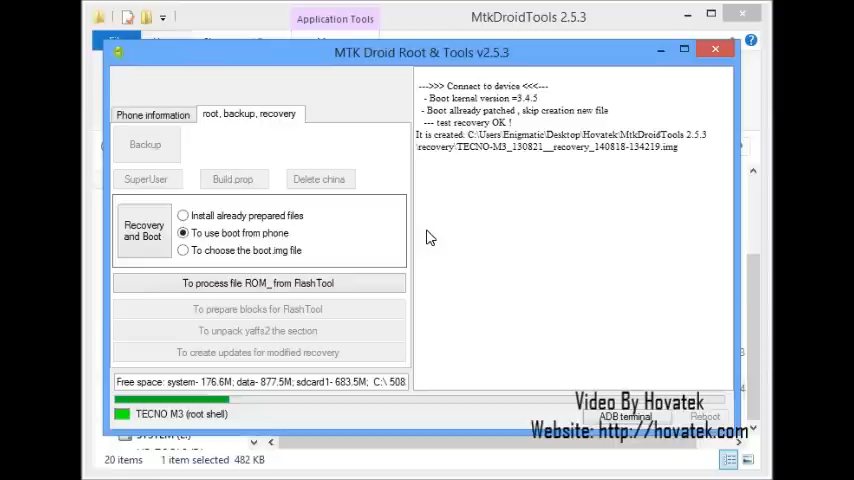 Application Tools
MtkDroidTools 2.5.3
MTK Droid Root & Tools v2.5.3
Phone information
root, backup, recovery
Backup
SuperUser
Build.prop
Delete china
Recovery
and Boot
Install already prepared files
To use boot from phone
To choose the boot.img file
To process file ROM_ from FlashTool
To prepare blocks for FlashTool
To unpack yaffs2 the section
To create updates for modified recovery
Free space: system- 176.6M; data- 877.5M; sdcard1- 683.5M; C:\ 508
TECNO M3 (root shell)
--->>> Connect to device <<<---
- Boot kernel version =3.4.5
- Boot allready patched , skip creation new file
--- test recovery OK !
It is created: C:\Users\Enigmatic\Desktop\Hovatek\MtkDroidTools 2.5.3
\recovery\TECNO-M3_130821__recovery_140818-134219.img
ADB terminal
Reboot
Video By Hovatek
Website: http://hovatek.com
20 items
1 item selected 482 KB